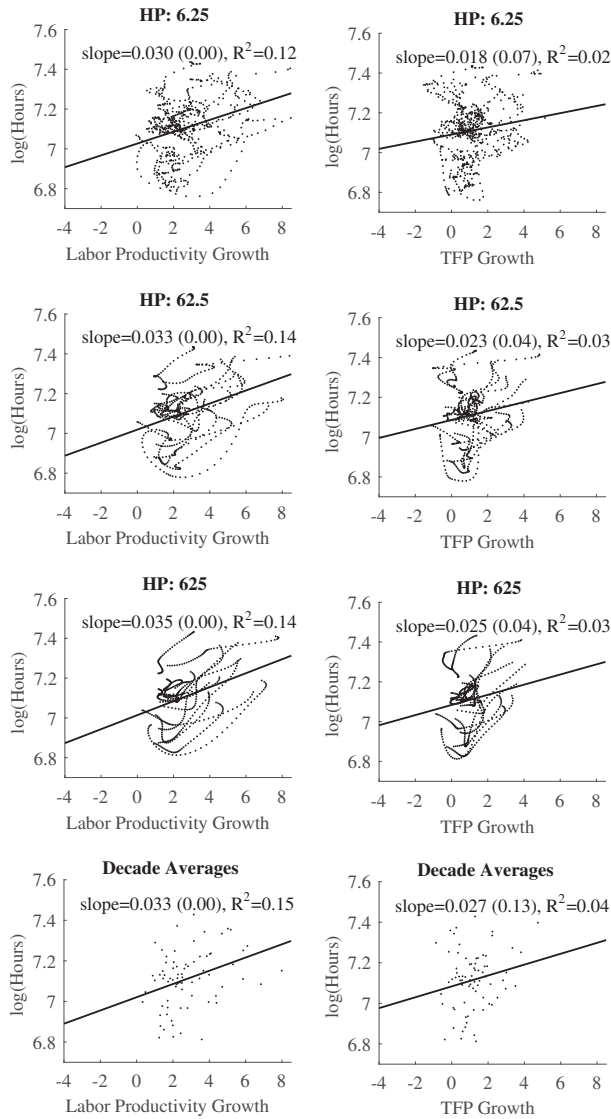 HP: 6.25
slope=0.030 (0.00), R²=0.12
log(Hours)
7.6
7.4
7.2
7
6.8
-4 -2 0 2 4 6 8
Labor Productivity Growth
HP: 6.25
slope=0.018 (0.07), R²=0.02
log(Hours)
7.6
7.4
7.2
7
6.8
-4 -2 0 2 4 6 8
TFP Growth
HP: 62.5
slope=0.033 (0.00), R²=0.14
log(Hours)
7.6
7.4
7.2
7
6.8
-4 -2 0 2 4 6 8
Labor Productivity Growth
HP: 62.5
slope=0.023 (0.04), R²=0.03
log(Hours)
7.6
7.4
7.2
7
6.8
-4 -2 0 2 4 6 8
TFP Growth
HP: 625
slope=0.035 (0.00), R²=0.14
log(Hours)
7.6
7.4
7.2
7
6.8
-4 -2 0 2 4 6 8
Labor Productivity Growth
HP: 625
slope=0.025 (0.04), R²=0.03
log(Hours)
7.6
7.4
7.2
7
6.8
-4 -2 0 2 4 6 8
TFP Growth
Decade Averages
slope=0.033 (0.00), R²=0.15
log(Hours)
7.6
7.4
7.2
7
6.8
-4 -2 0 2 4 6 8
Labor Productivity Growth
Decade Averages
slope=0.027 (0.13), R²=0.04
log(Hours)
7.6
7.4
7.2
7
6.8
-4 -2 0 2 4 6 8
TFP Growth